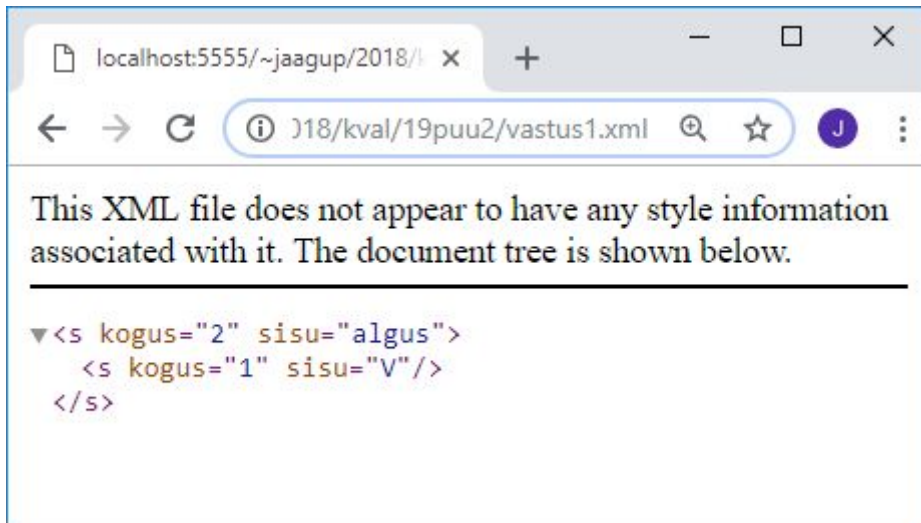 localhost:5555/~jaagup/2018/
018/kval/19puu2/vastus1.xml
J
This XML file does not appear to have any style information
associated with it. The document tree is shown below.
▼<s kogus="2" sisu="algus">
<s kogus="1" sisu="V"/>
</s>